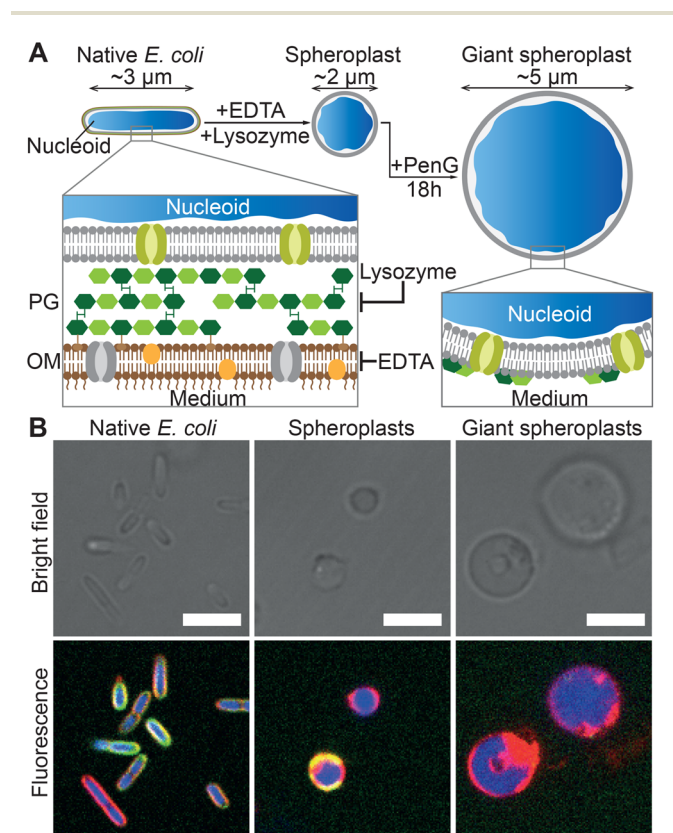 A
Native E. coli
~3 µm
Spheroplast
~2 µm
Giant spheroplast
~5 µm
Nucleoid
+EDTA
+Lysozyme
+PenG
18h
Nucleoid
PG
Lysozyme
OM
EDTA
Medium
Nucleoid
Medium
B
Native E. coli
Spheroplasts
Giant spheroplasts
Bright field
Fluorescence